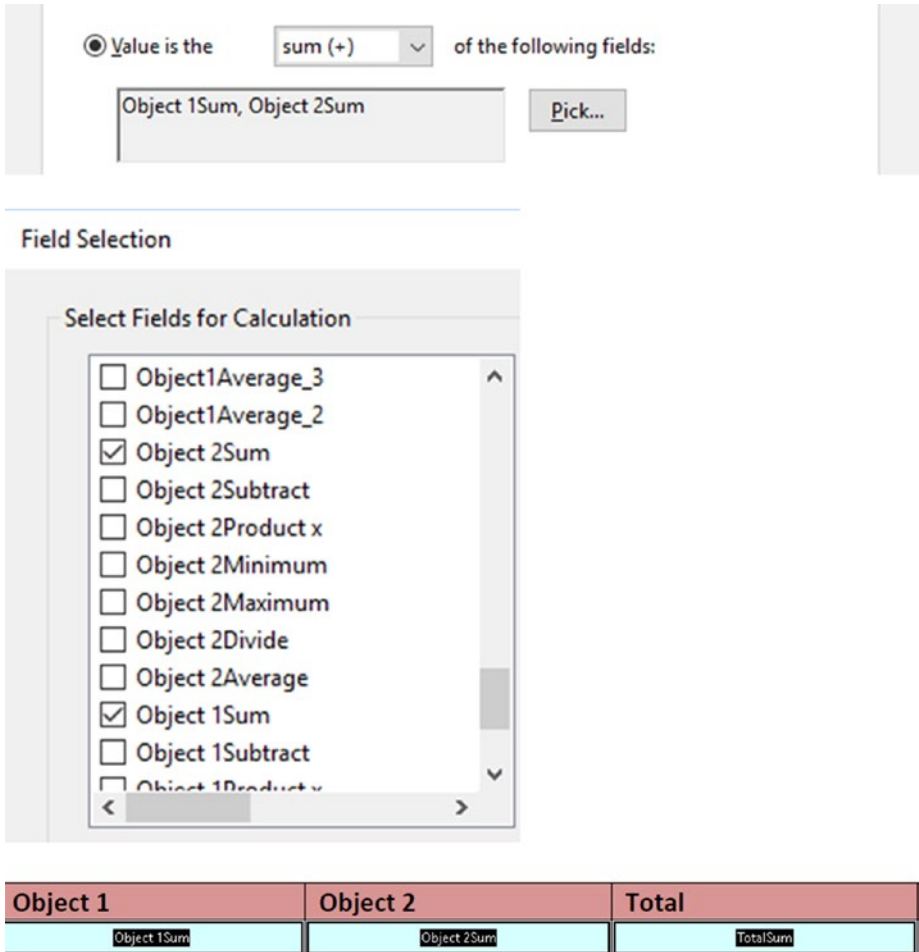 Value is the sum (+) of the following fields:
Object 1Sum, Object 2Sum
Pick...
Field Selection
Select Fields for Calculation
Object1Average_3
Object1Average_2
Object 2Sum
Object 2Subtract
Object 2Product x
Object 2Minimum
Object 2Maximum
Object 2Divide
Object 2Average
Object 1Sum
Object 1Subtract
Object 1Product x
Object 1 Object 2 Total
Object 1Sum Object 2Sum TotalSum